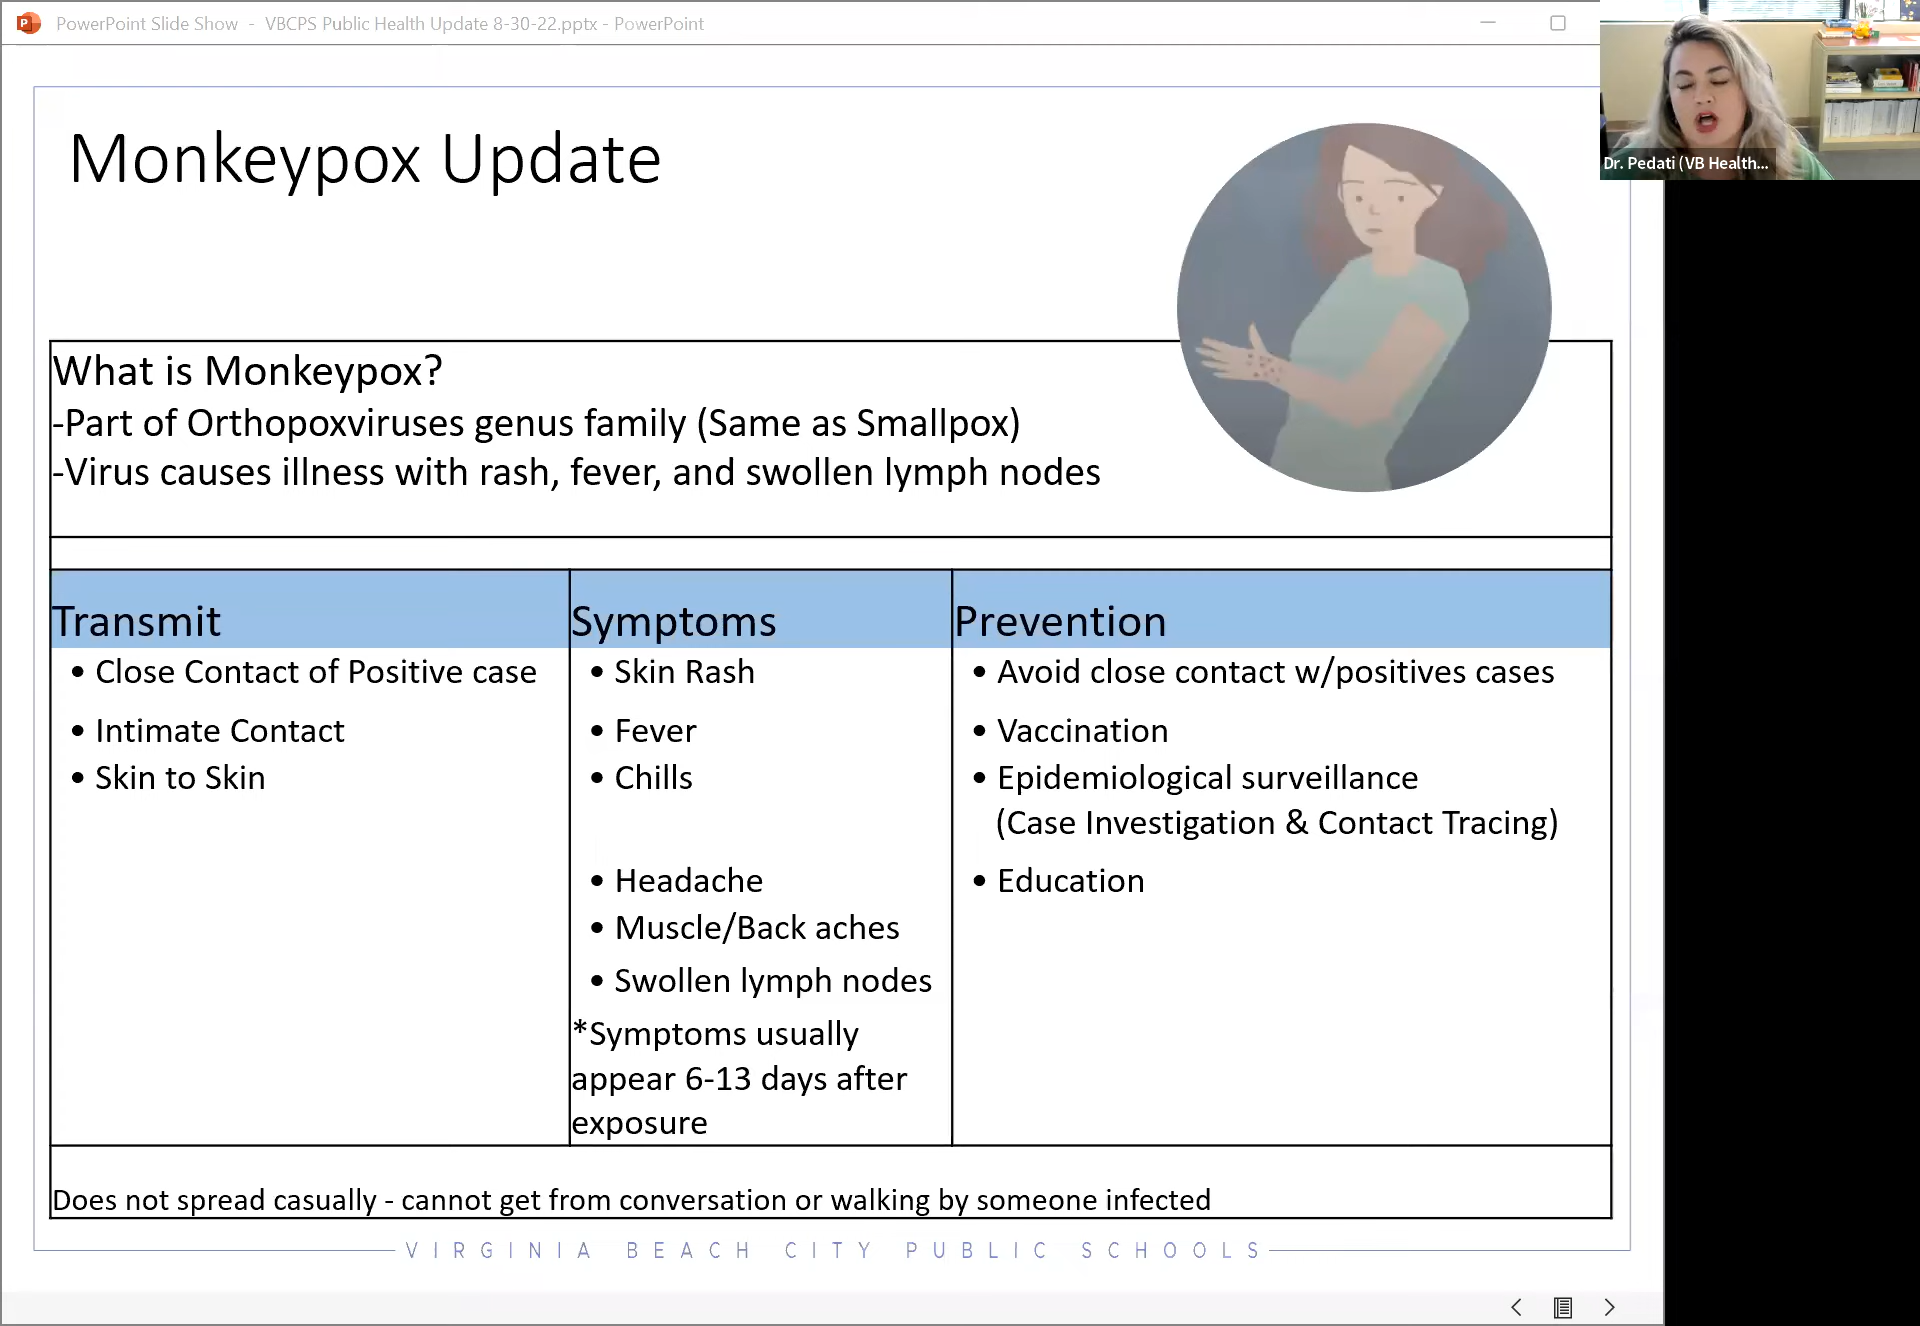 PowerPoint Slide Show - VBCPS Public Health Update 8-30-22.pptx - PowerPoint
Dr. Pedati (VB Health...
Monkeypox Update
What is Monkeypox?
-Part of Orthopoxviruses genus family (Same as Smallpox)
-Virus causes illness with rash, fever, and swollen lymph nodes
Transmit
• Close Contact of Positive case
• Intimate Contact
• Skin to Skin
Symptoms
• Skin Rash
• Fever
• Chills
• Headache
• Muscle/Back aches
• Swollen lymph nodes
*Symptoms usually
appear 6-13 days after
exposure
Prevention
• Avoid close contact w/positives cases
• Vaccination
• Epidemiological surveillance
(Case Investigation & Contact Tracing)
• Education
Does not spread casually - cannot get from conversation or walking by someone infected
VIRGINIA BEACH CITY PUBLIC SCHOOLS